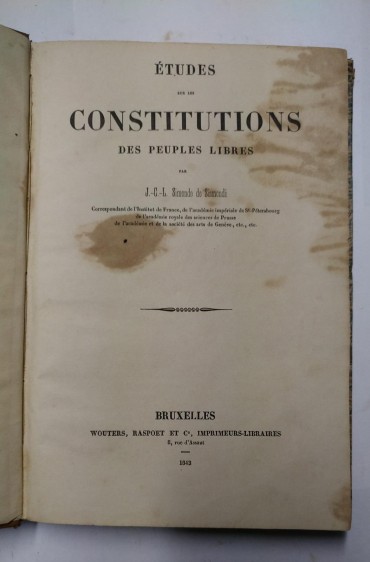 ÉTUDES
SUR LES
CONSTITUTIONS
DES PEUPLES LIBRES
PAR
J.-C.-L. Simonde de Sismondi
Correspondant de l'Institut de France, de l'académie impériale de St-Pétersbourg
de l'académie royale des sciences de Prusse
de l'académie et de la société des arts de Genève, etc., etc.
BRUXELLES
WOUTERS, RASPOET ET Ce, IMPRIMEURS-LIBRAIRES
8, rue d'Assaut
1843